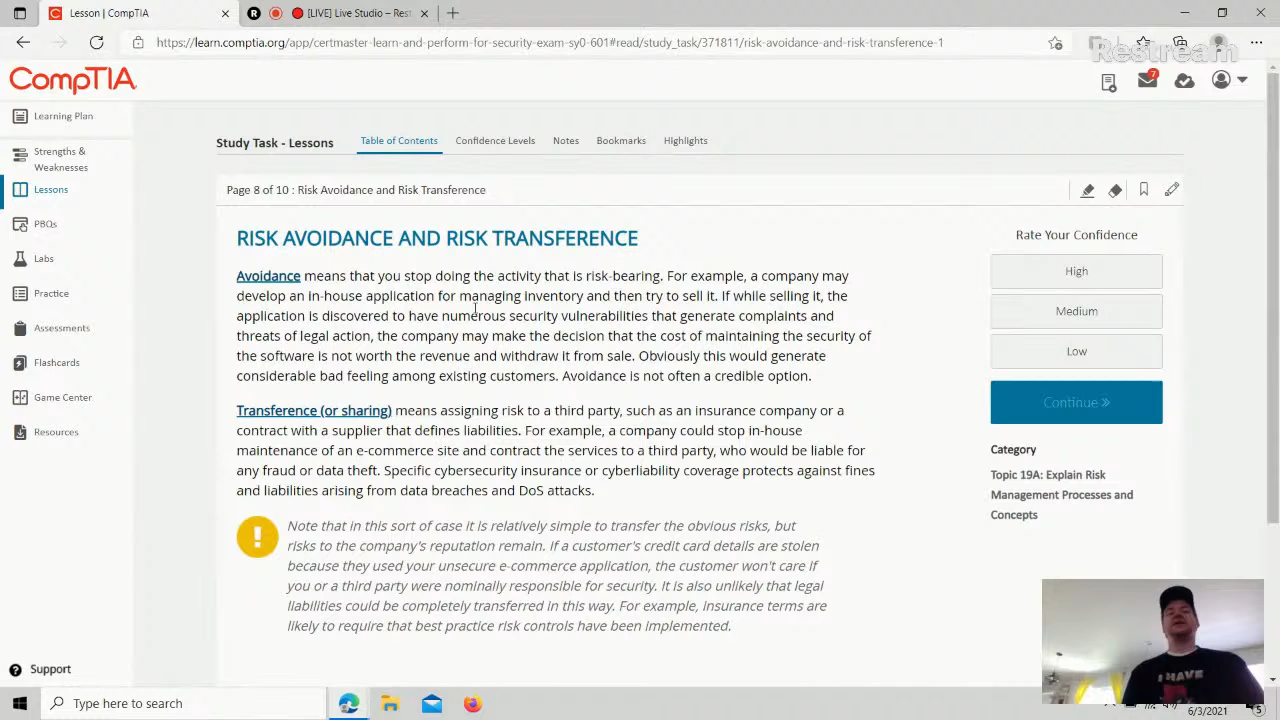 Lesson | CompTIA
[LIVE] Live Studio – Rest
https://learn.comptia.org/app/certmaster-learn-and-perform-for-security-exam-sy0-601#read/study_task/371811/risk-avoidance-and-risk-transference-1
Restream
CompTIA
7
Learning Plan
Strengths &
Weaknesses
Lessons
PBQs
Labs
Practice
Assessments
Flashcards
Game Center
Resources
Support
Study Task - Lessons
Table of Contents
Confidence Levels
Notes
Bookmarks
Highlights
Page 8 of 10 : Risk Avoidance and Risk Transference
RISK AVOIDANCE AND RISK TRANSFERENCE
Avoidance means that you stop doing the activity that is risk-bearing. For example, a company may
develop an in-house application for managing inventory and then try to sell it. If while selling it, the
application is discovered to have numerous security vulnerabilities that generate complaints and
threats of legal action, the company may make the decision that the cost of maintaining the security of
the software is not worth the revenue and withdraw it from sale. Obviously this would generate
considerable bad feeling among existing customers. Avoidance is not often a credible option.
Transference (or sharing) means assigning risk to a third party, such as an insurance company or a
contract with a supplier that defines liabilities. For example, a company could stop in-house
maintenance of an e-commerce site and contract the services to a third party, who would be liable for
any fraud or data theft. Specific cybersecurity insurance or cyberliability coverage protects against fines
and liabilities arising from data breaches and DoS attacks.
Note that in this sort of case it is relatively simple to transfer the obvious risks, but
risks to the company's reputation remain. If a customer's credit card details are stolen
because they used your unsecure e-commerce application, the customer won't care if
you or a third party were nominally responsible for security. It is also unlikely that legal
liabilities could be completely transferred in this way. For example, insurance terms are
likely to require that best practice risk controls have been implemented.
Rate Your Confidence
High
Medium
Low
Continue »
Category
Topic 19A: Explain Risk
Management Processes and
Concepts
I HAVE
Type here to search
6/3/2021
5